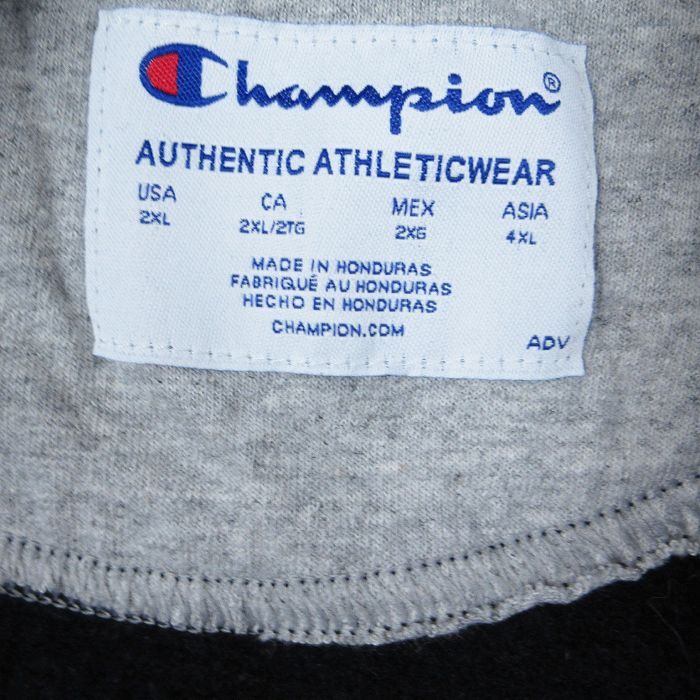 Champion®
AUTHENTIC ATHLETICWEAR
USA CA MEX ASIA
2XL 2XL/2TG 2XG 4XL
MADE IN HONDURAS
FABRIQUÉ AU HONDURAS
HECHO EN HONDURAS
CHAMPION.COM
ADV